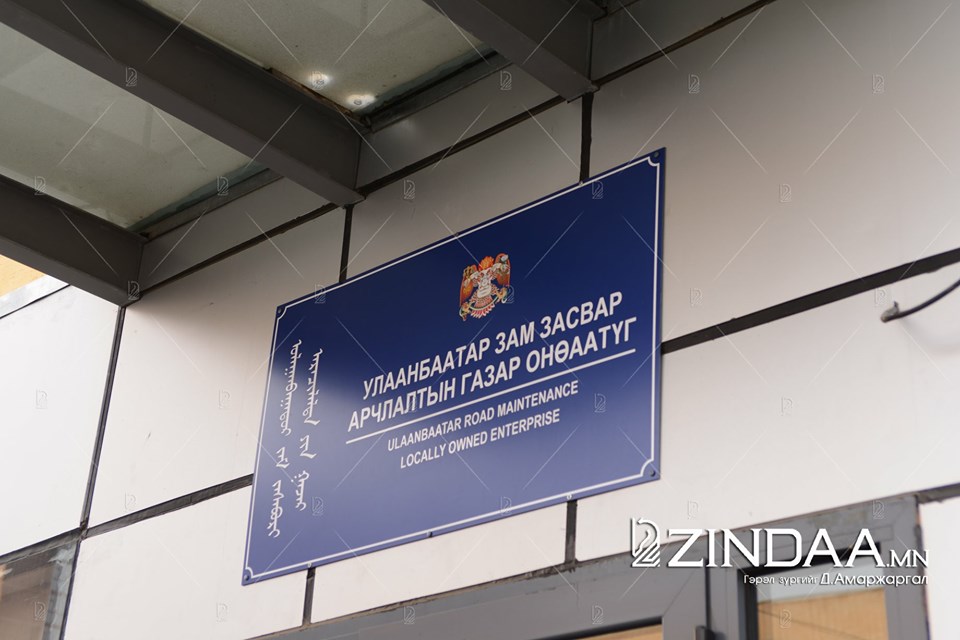 УЛААНБААТАР ЗАМ ЗАСВАР
АРЧЛАЛТЫН ГАЗАР ОНӨААТҮГ
ULAANBAATAR ROAD MAINTENANCE
LOCALLY OWNED ENTERPRISE
ZINDAA.MN
Гэрэл зургийг Д.Амаржаргал